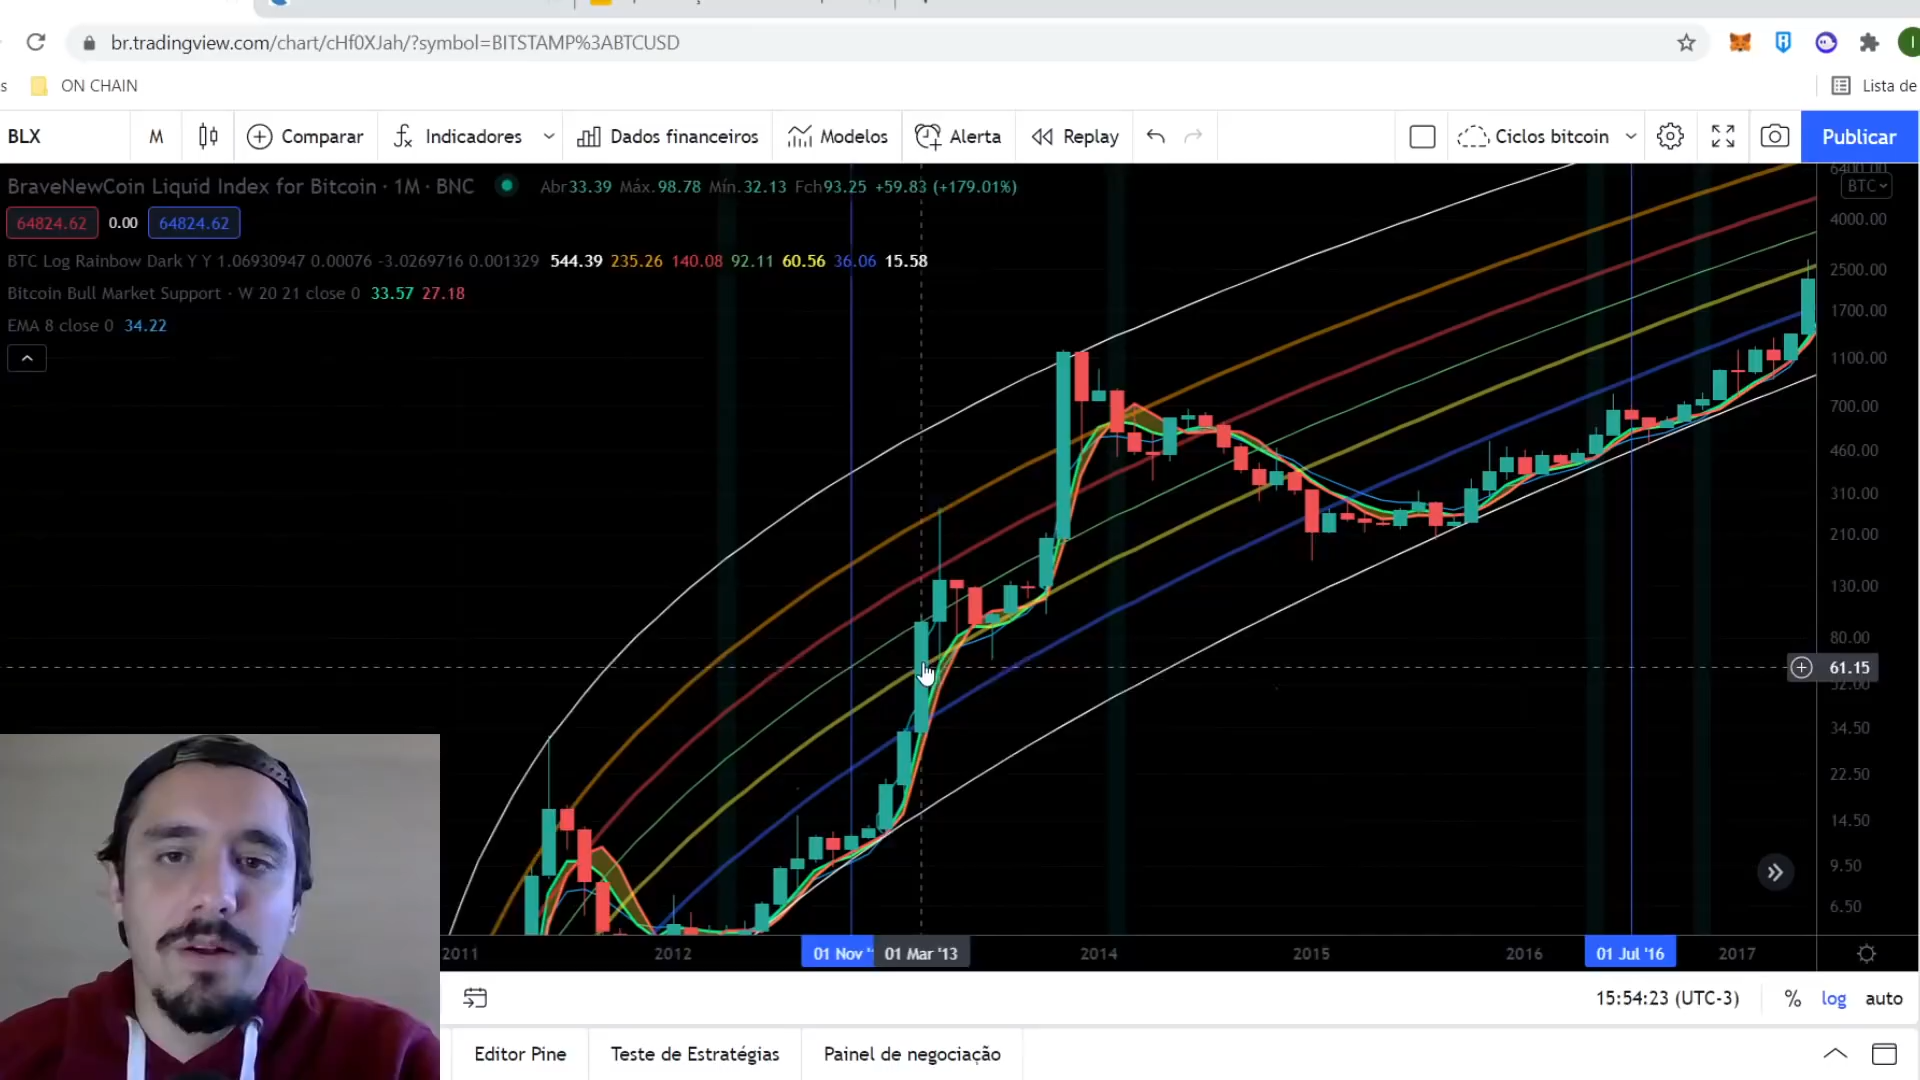 br.tradingview.com/chart/cHf0XJah/?symbol=BITSTAMP%3ABTCUSD
I
s
ON CHAIN
Lista de
BLX
M
Comparar
Indicadores
Dados financeiros
Modelos
Alerta
Replay
Ciclos bitcoin
Publicar
BraveNewCoin Liquid Index for Bitcoin · 1M · BNC
Abr33.39 Máx.98.78 Mín.32.13 Fch93.25 +59.83 (+179.01%)
64824.62
0.00
64824.62
BTC Log Rainbow Dark Y Y 1.06930947 0.00076 -3.0269716 0.001329 544.39 235.26 140.08 92.11 60.56 36.06 15.58
Bitcoin Bull Market Support · W 20 21 close 0 33.57 27.18
EMA 8 close 0 34.22
6400.00
BTC
4000.00
2500.00
1700.00
1100.00
700.00
460.00
310.00
210.00
130.00
80.00
61.15
52.00
34.50
22.50
14.50
9.50
6.50
2011
2012
01 Nov '
01 Mar '13
2014
2015
2016
01 Jul '16
2017
15:54:23 (UTC-3)
%
log
auto
Editor Pine
Teste de Estratégias
Painel de negociação